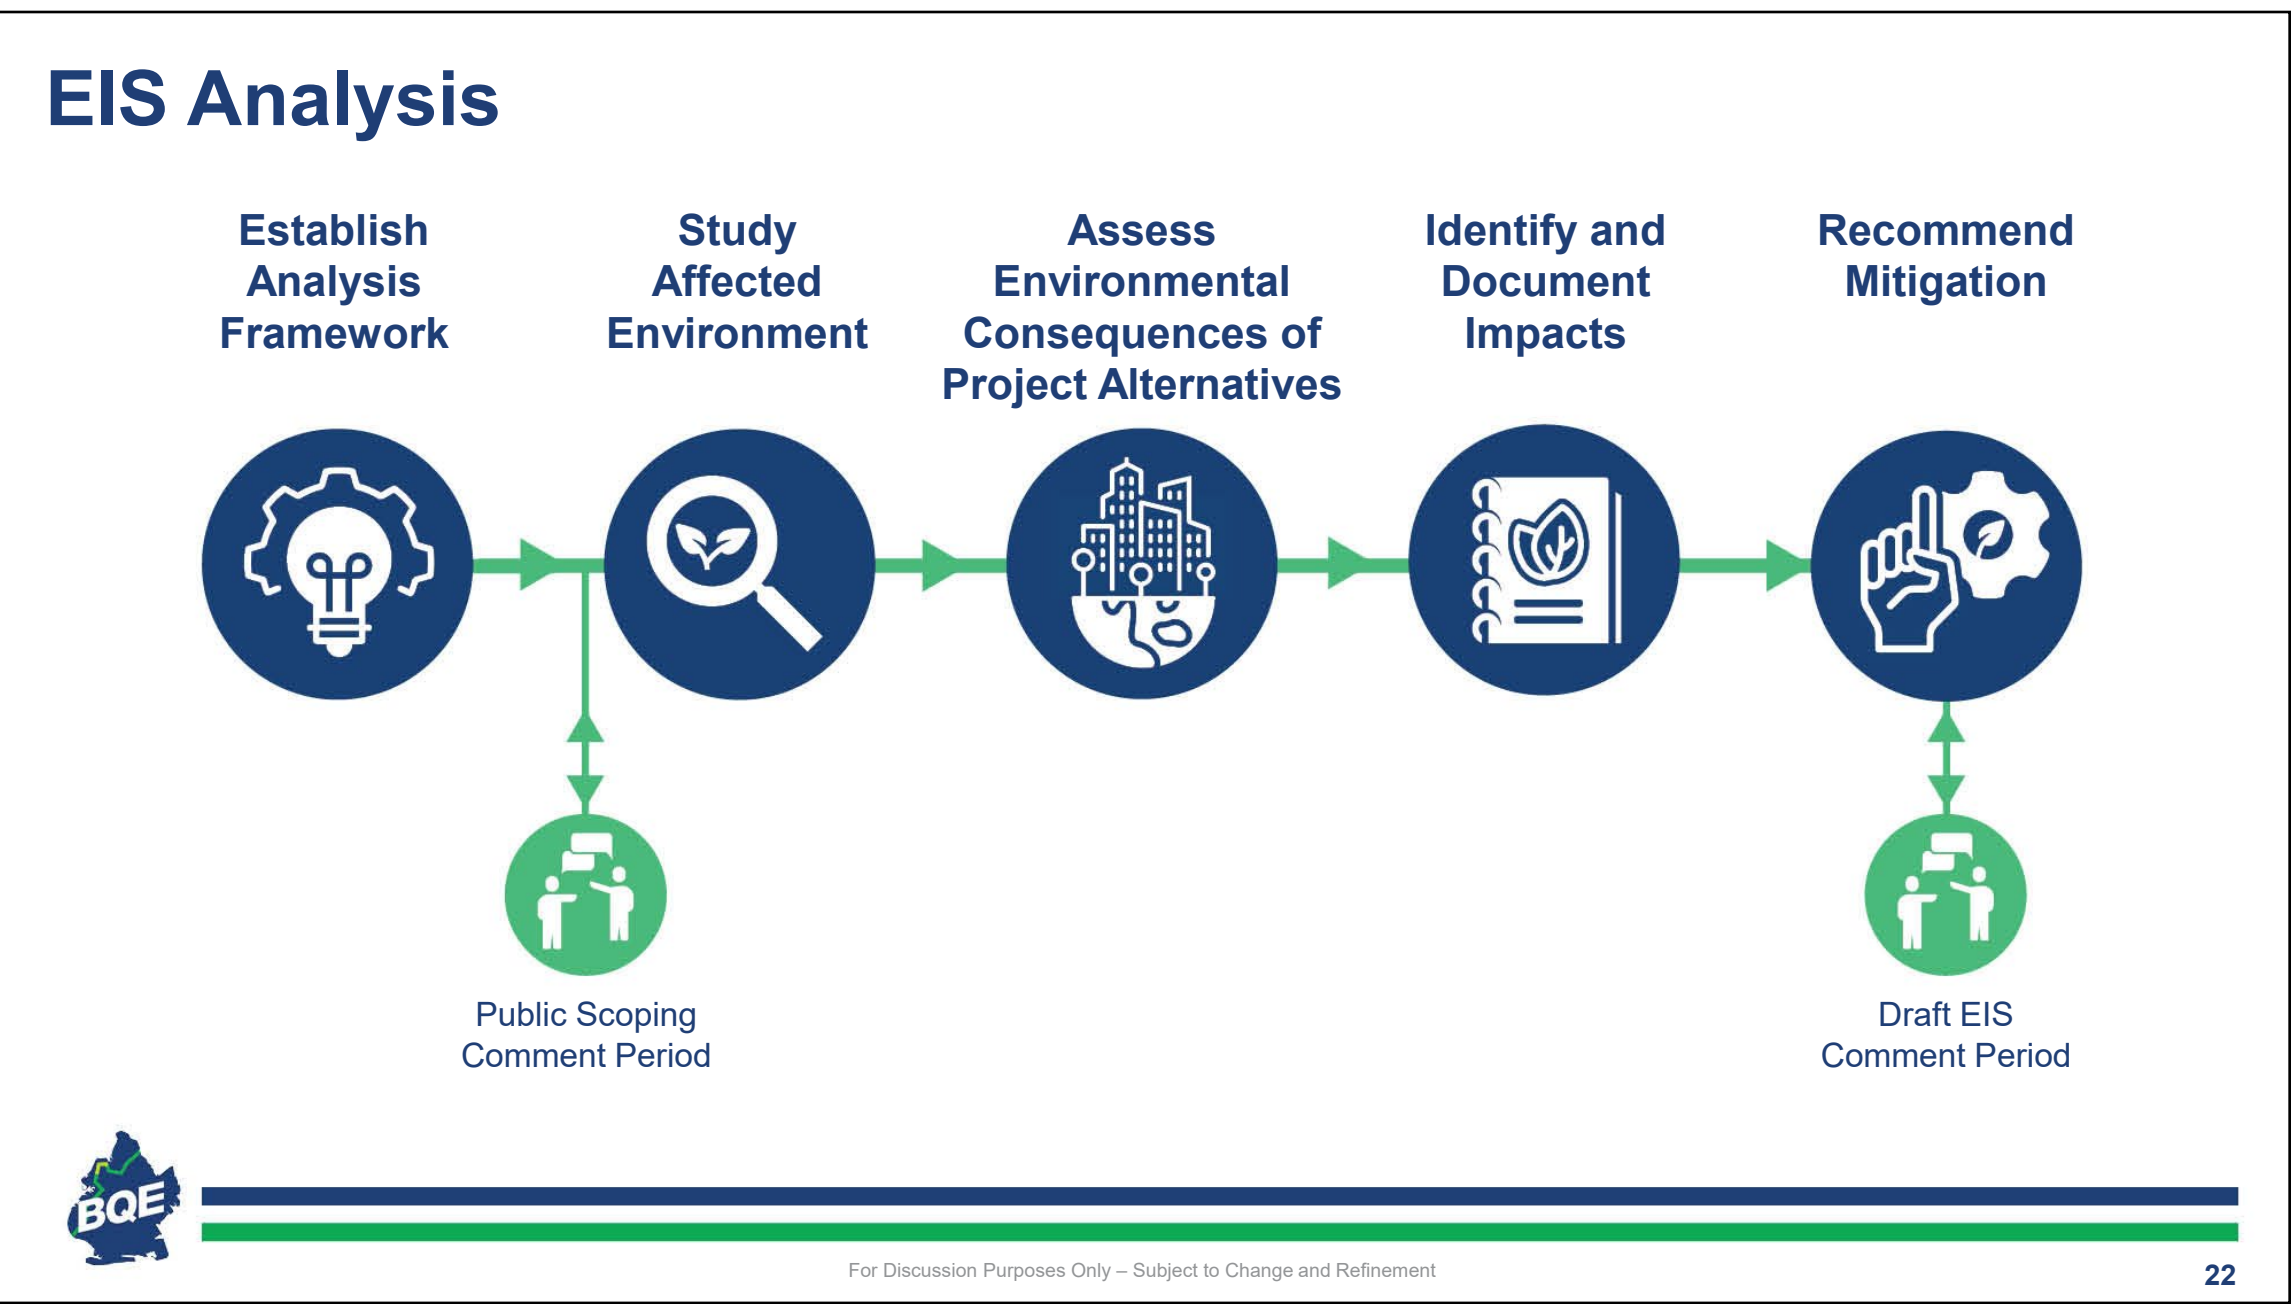 EIS Analysis
Establish
Analysis
Framework
Study
Affected
Environment
Assess
Environmental
Consequences of
Project Alternatives
Identify and
Document
Impacts
Recommend
Mitigation
Public Scoping
Comment Period
Draft EIS
Comment Period
BQE
For Discussion Purposes Only – Subject to Change and Refinement
22